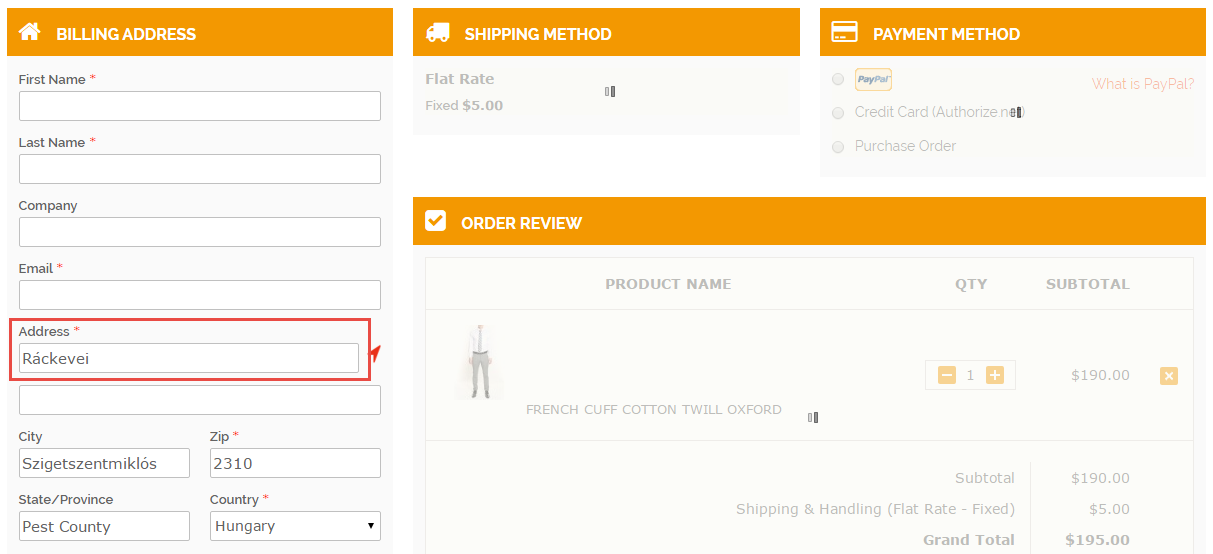 BILLING ADDRESS
First Name *
Last Name *
Company
Email *
Address *
Ráckevei
City
Zip *
Szigetszentmiklós
2310
State/Province
Country *
Pest County
Hungary
SHIPPING METHOD
Flat Rate
Fixed $5.00
PAYMENT METHOD
PayPal
What is PayPal?
Credit Card (Authorize.net)
Purchase Order
ORDER REVIEW
PRODUCT NAME QTY SUBTOTAL
1 $190.00
FRENCH CUFF COTTON TWILL OXFORD
Subtotal $190.00
Shipping & Handling (Flat Rate - Fixed) $5.00
Grand Total $195.00